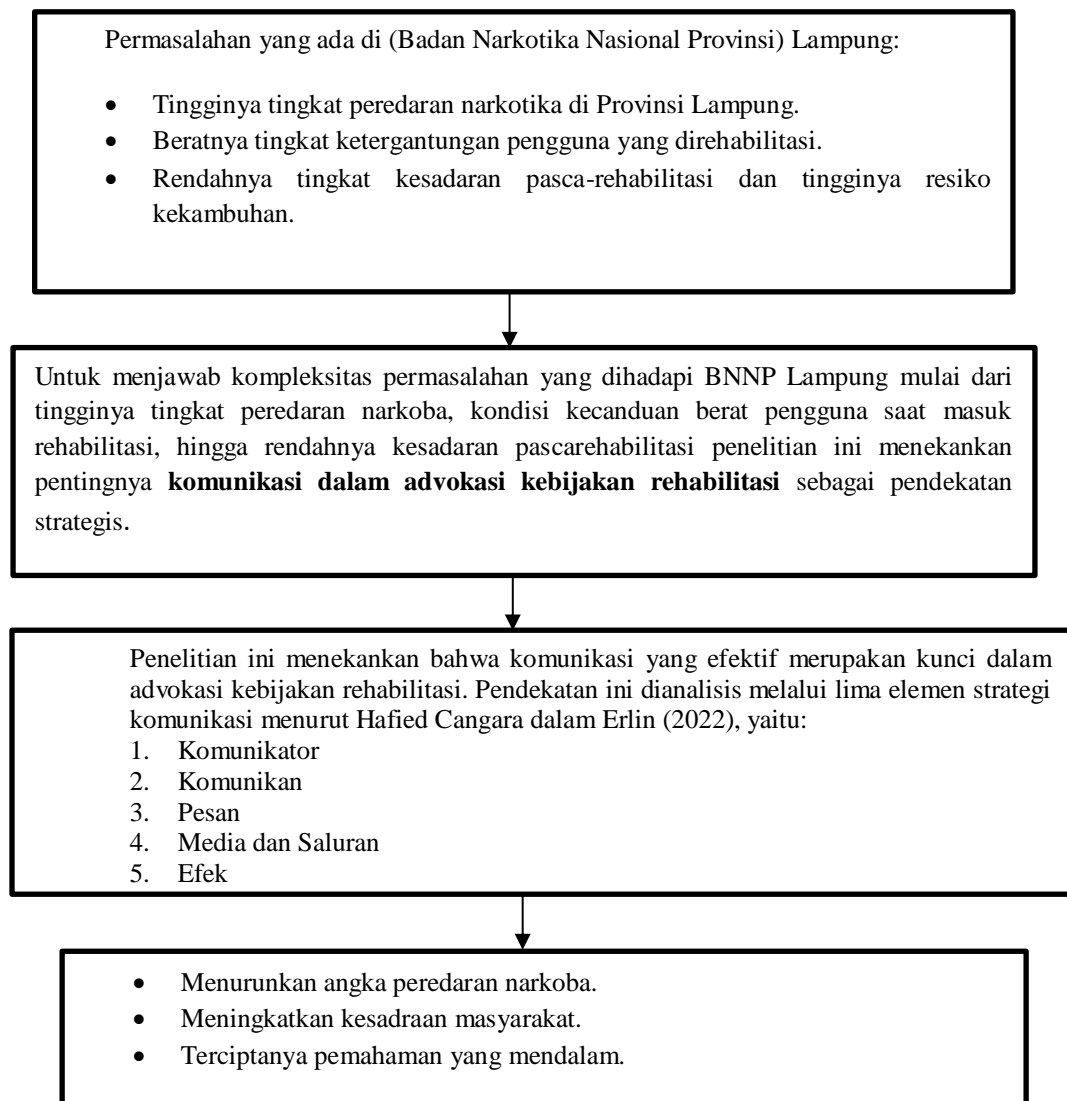 Permasalahan yang ada di (Badan Narkotika Nasional Provinsi) Lampung:
• Tingginya tingkat peredaran narkotika di Provinsi Lampung.
• Beratnya tingkat ketergantungan pengguna yang direhabilitasi.
• Rendahnya tingkat kesadaran pasca-rehabilitasi dan tingginya resiko
kekambuhan.
Untuk menjawab kompleksitas permasalahan yang dihadapi BNNP Lampung mulai dari
tingginya tingkat peredaran narkoba, kondisi kecanduan berat pengguna saat masuk
rehabilitasi, hingga rendahnya kesadaran pascarehabilitasi penelitian ini menekankan
pentingnya komunikasi dalam advokasi kebijakan rehabilitasi sebagai pendekatan
strategis.
Penelitian ini menekankan bahwa komunikasi yang efektif merupakan kunci dalam
advokasi kebijakan rehabilitasi. Pendekatan ini dianalisis melalui lima elemen strategi
komunikasi menurut Hafied Cangara dalam Erlin (2022), yaitu:
1. Komunikator
2. Komunikan
3. Pesan
4. Media dan Saluran
5. Efek
• Menurunkan angka peredaran narkoba.
• Meningkatkan kesadraan masyarakat.
• Terciptanya pemahaman yang mendalam.